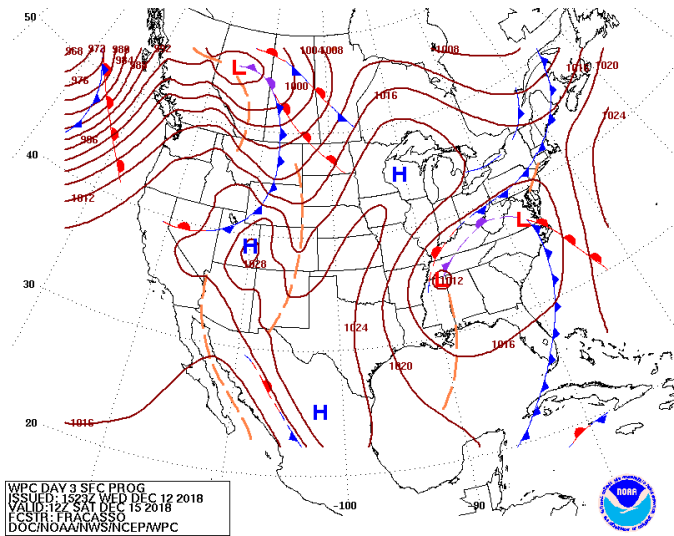 50
968 972 980 992
984
988
976
996
1012
40
30
20
1016
L
1004 1008
1000
1008
1016
1016
1020
1024
H
H
1028
L
L
1012
1016
1024
1020
H
-100
-90
-80
WPC DAY 3 SFC PROG
ISSUED: 1523Z WED DEC 12 2018
VALID:12Z SAT DEC 15 2018
FCSTR: FRACASSO
DOC/NOAA/NWS/NCEP/WPC
NOAA